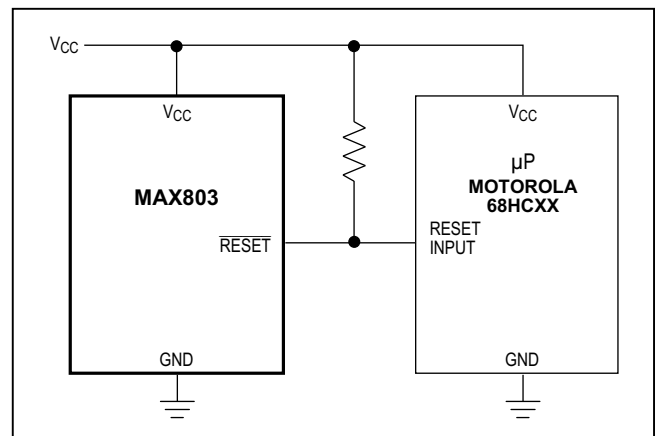 VCC
VCC
MAX803
RESET
GND
VCC
µP
MOTOROLA
68HCXX
RESET
INPUT
GND